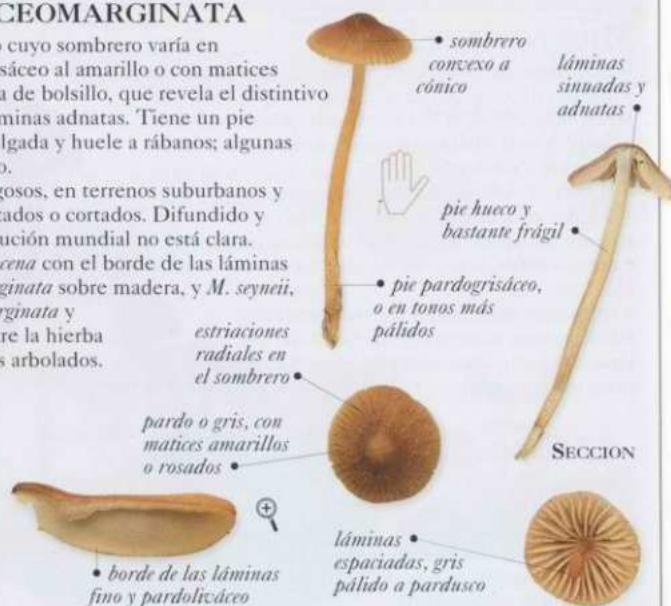 CEOMARGINATA
cuyo sombrero varía en
sáceo al amarillo o con matices
a de bolsillo, que revela el distintivo
minas adnatas. Tiene un pie
lgada y huele a rábanos; algunas
o.
gosos, en terrenos suburbanos y
tados o cortados. Difundido y
ución mundial no está clara.
cena con el borde de las láminas
ginata sobre madera, y M. seyneii,
rginata y
re la hierba
s arbolados.
• sombrero
convexo a
cónico
láminas
sinuadas y
adnatas •
pie hueco y
bastante frágil •
• pie pardogrisáceo,
o en tonos más
pálidos
estriaciones
radiales en
el sombrero •
pardo o gris, con
matices amarillos
o rosados •
SECCION
• borde de las láminas
fino y pardoliváceo
láminas •
espaciadas, gris
pálido a pardusco